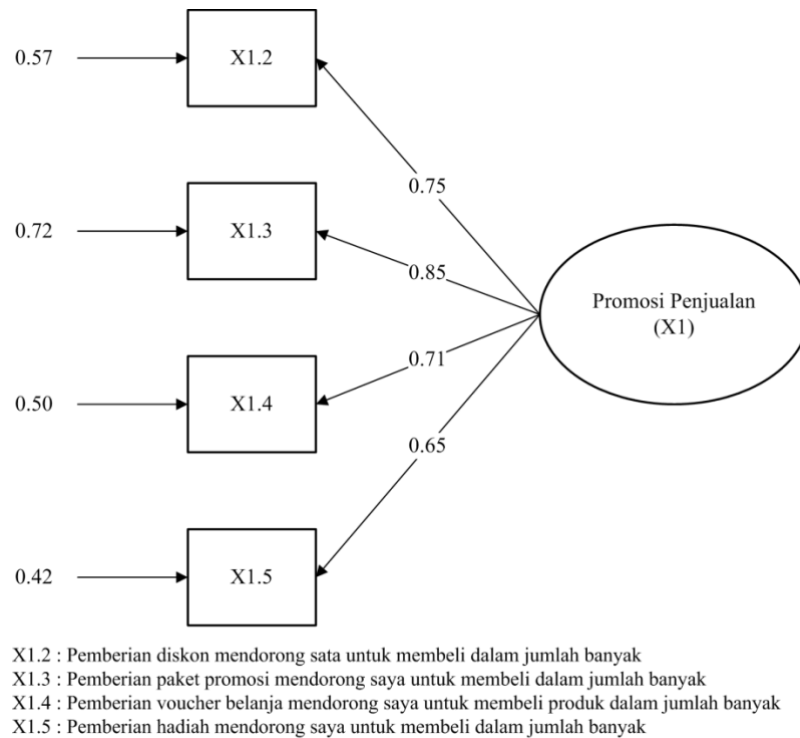 0.57
X1.2
0.75
0.72
X1.3
0.85
Promosi Penjualan
(X1)
0.71
0.50
X1.4
0.65
0.42
X1.5
X1.2 : Pemberian diskon mendorong sata untuk membeli dalam jumlah banyak
X1.3 : Pemberian paket promosi mendorong saya untuk membeli dalam jumlah banyak
X1.4 : Pemberian voucher belanja mendorong saya untuk membeli produk dalam jumlah banyak
X1.5 : Pemberian hadiah mendorong saya untuk membeli dalam jumlah banyak